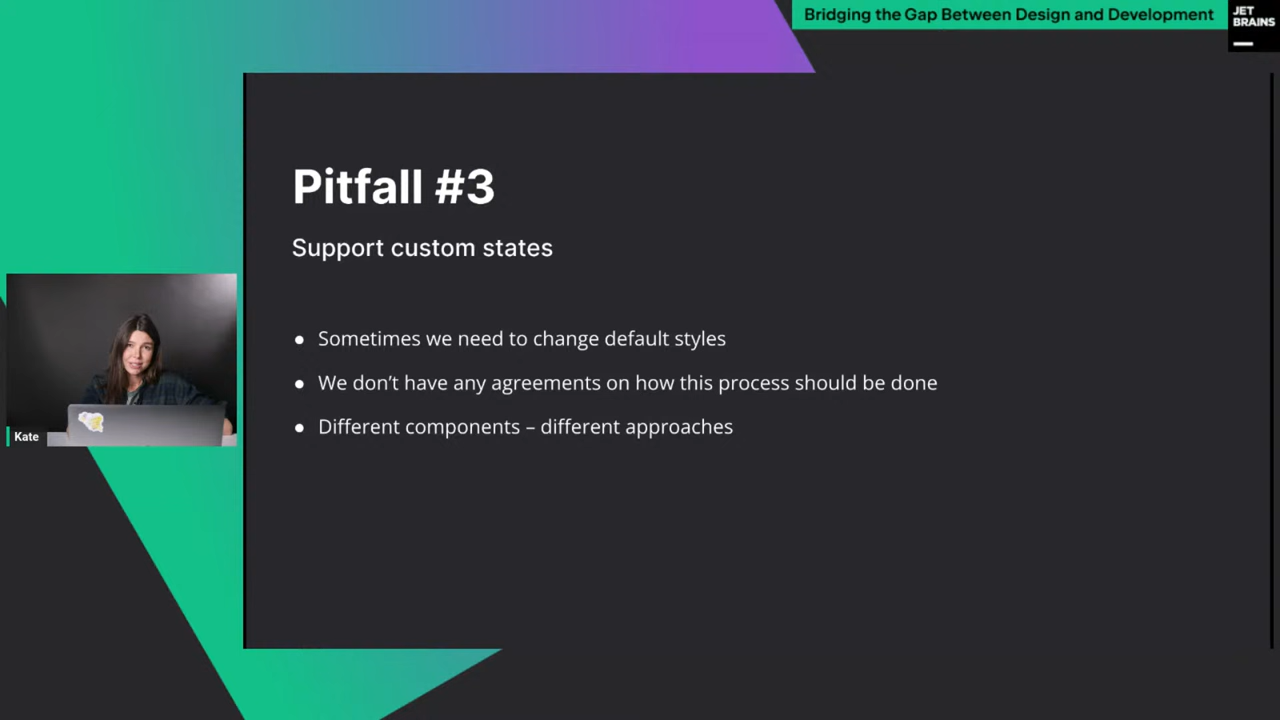 Bridging the Gap Between Design and Development
JET
BRAINS
Pitfall #3
Support custom states
● Sometimes we need to change default styles
● We don’t have any agreements on how this process should be done
● Different components – different approaches
Kate